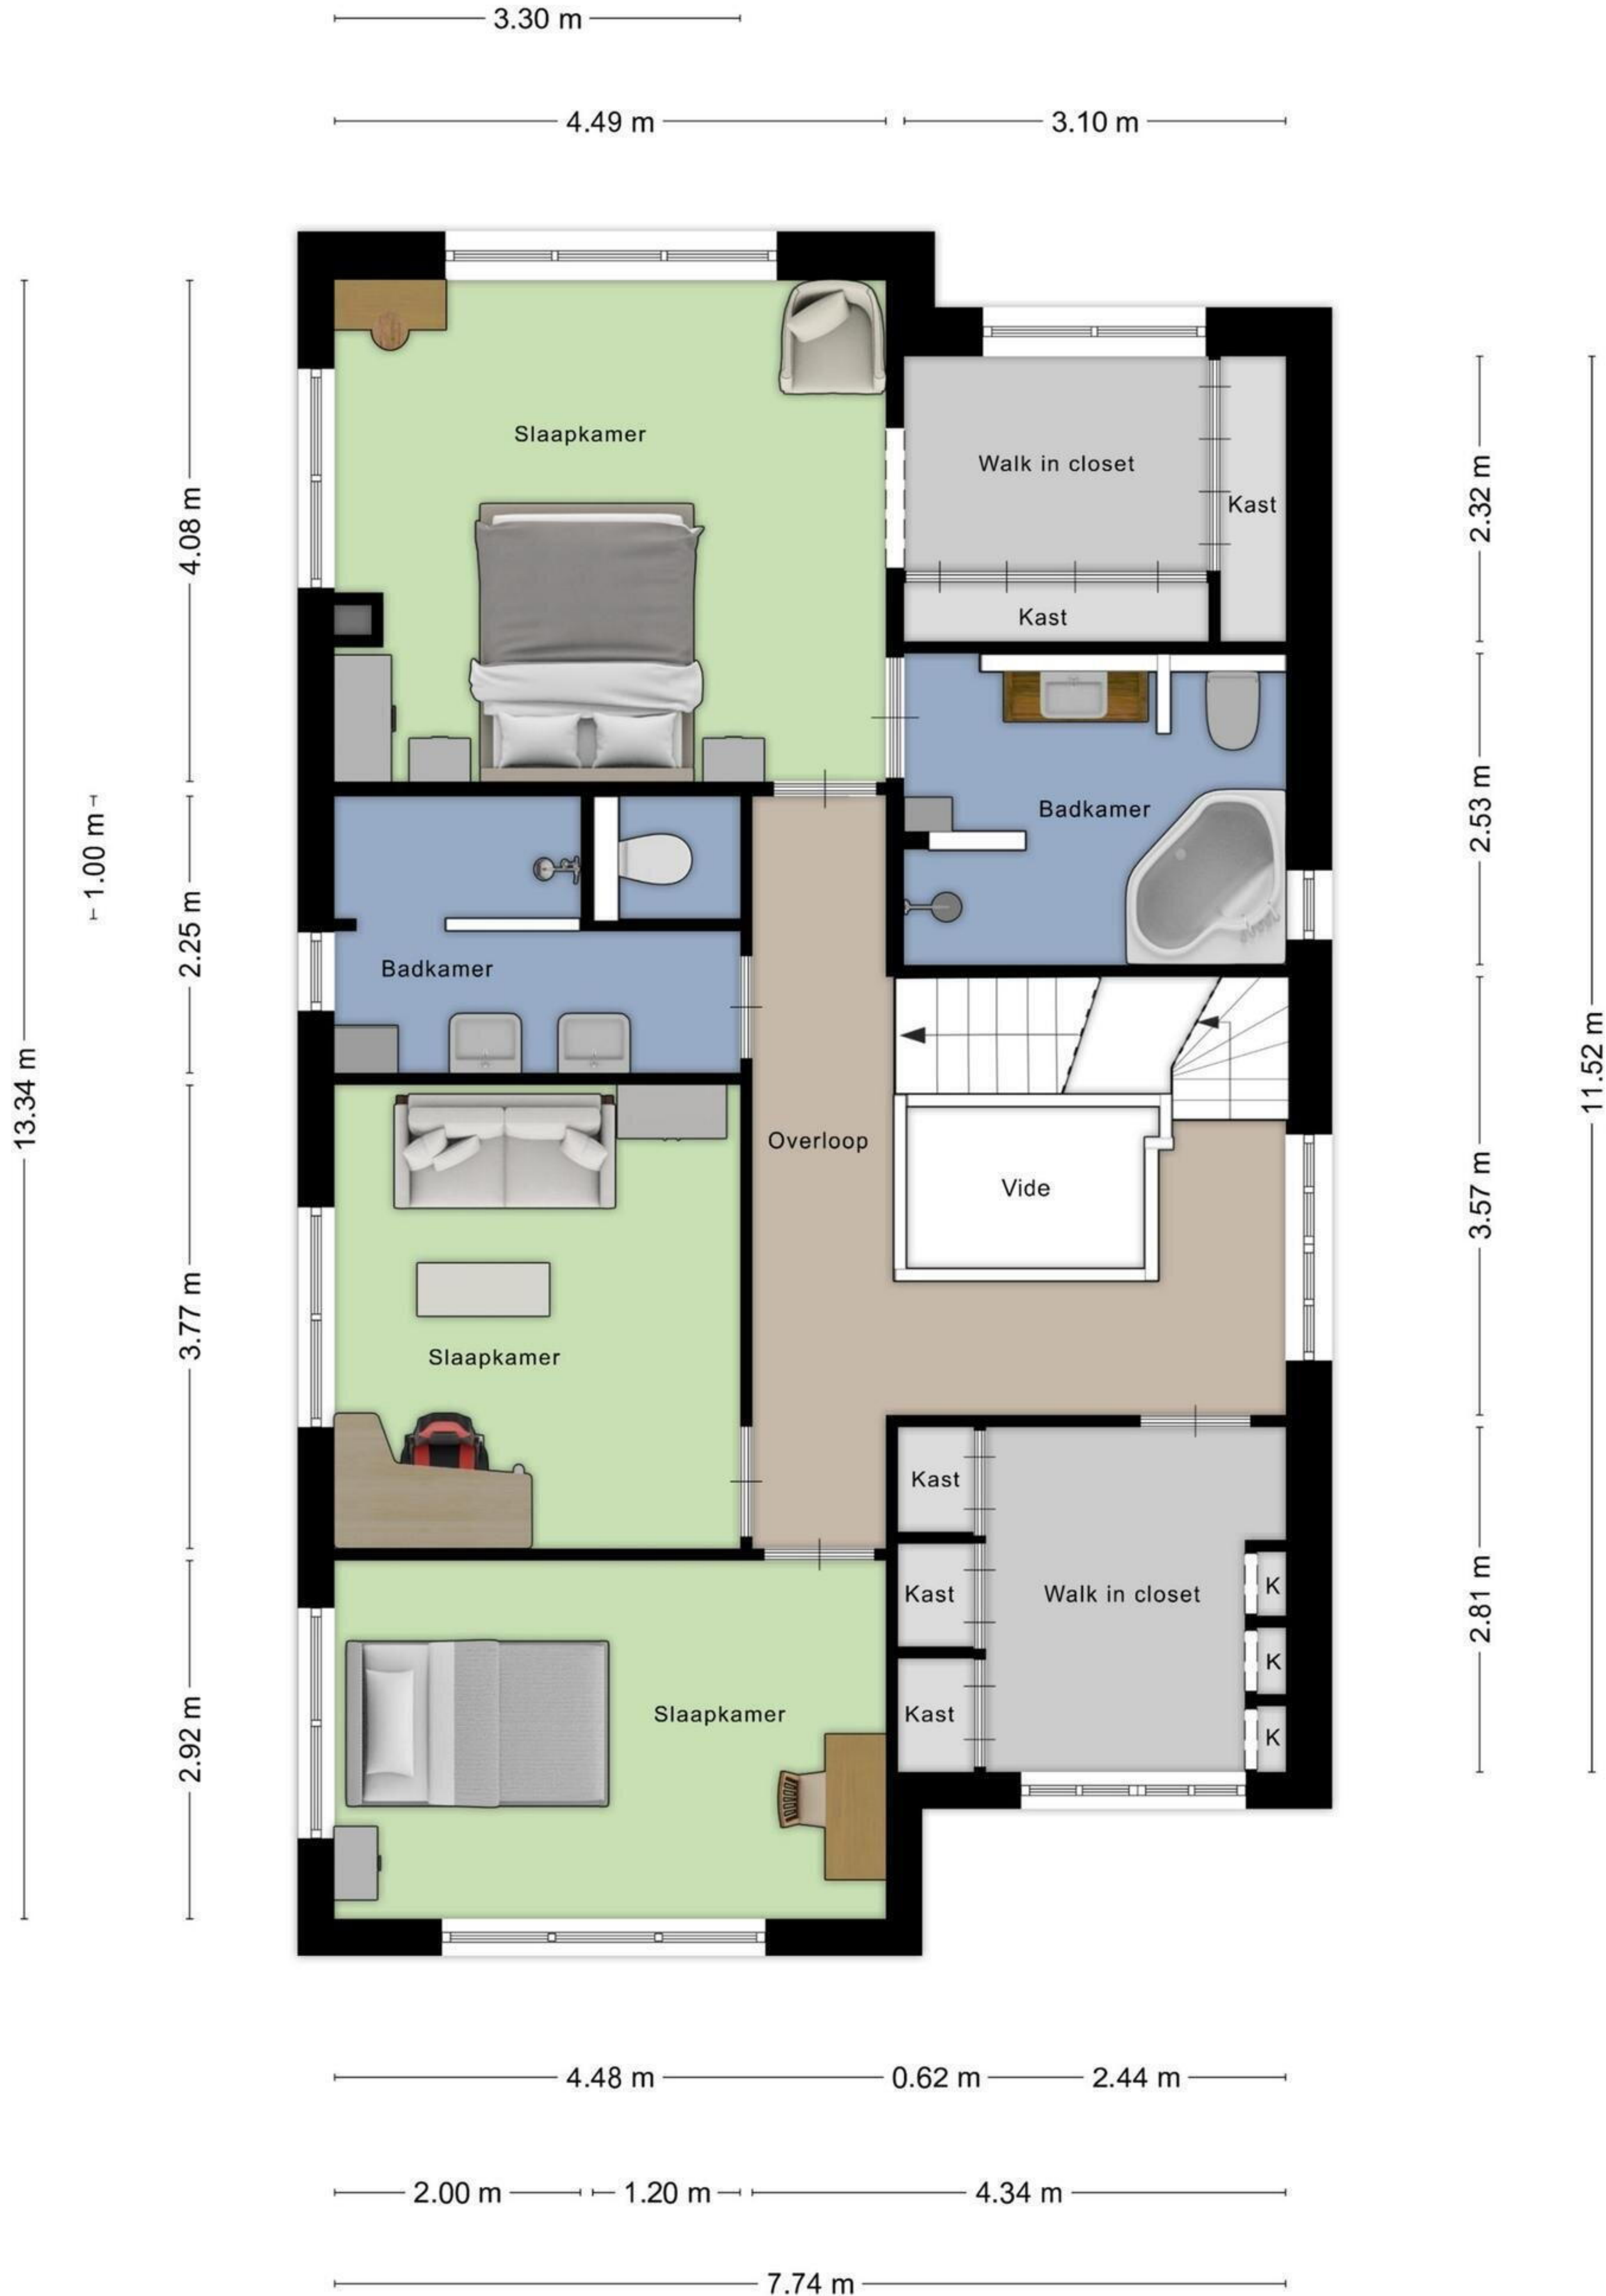 3.30 m
4.49 m
3.10 m
Slaapkamer
Walk in closet
Kast
Kast
Badkamer
Badkamer
Overloop
Vide
Slaapkamer
Kast
Kast
Walk in closet
K
K
Kast
Slaapkamer
K
13.34 m
1.00 m
4.08 m
2.25 m
3.77 m
2.92 m
2.32 m
2.53 m
3.57 m
2.81 m
11.52 m
4.48 m
0.62 m
2.44 m
2.00 m
1.20 m
4.34 m
7.74 m